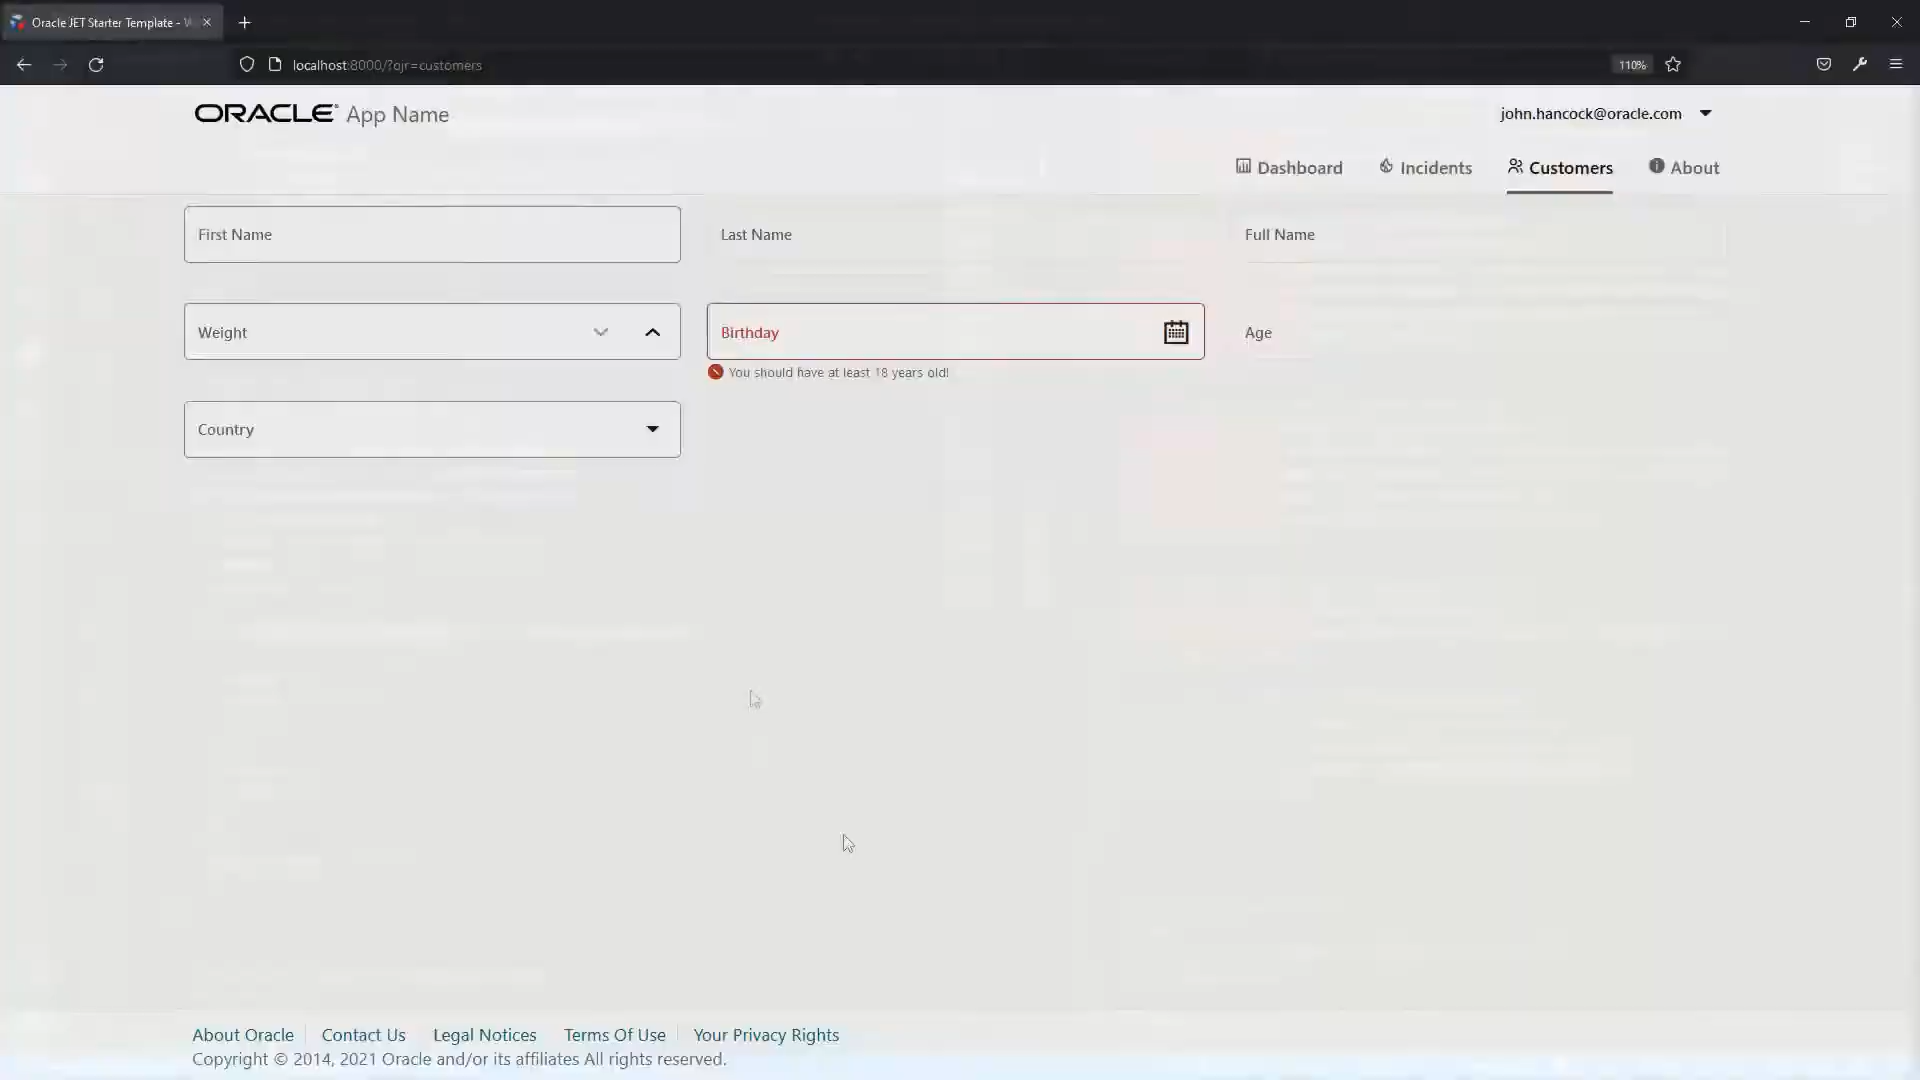 Oracle JET Starter Template - W
localhost:8000/?ojr=customers
110%
ORACLE® App Name
john.hancock@oracle.com
Dashboard
Incidents
Customers
About
First Name
Last Name
Full Name
Weight
Birthday
Age
You should have at least 18 years old!
Country
About Oracle
Contact Us
Legal Notices
Terms Of Use
Your Privacy Rights
Copyright © 2014, 2021 Oracle and/or its affiliates All rights reserved.